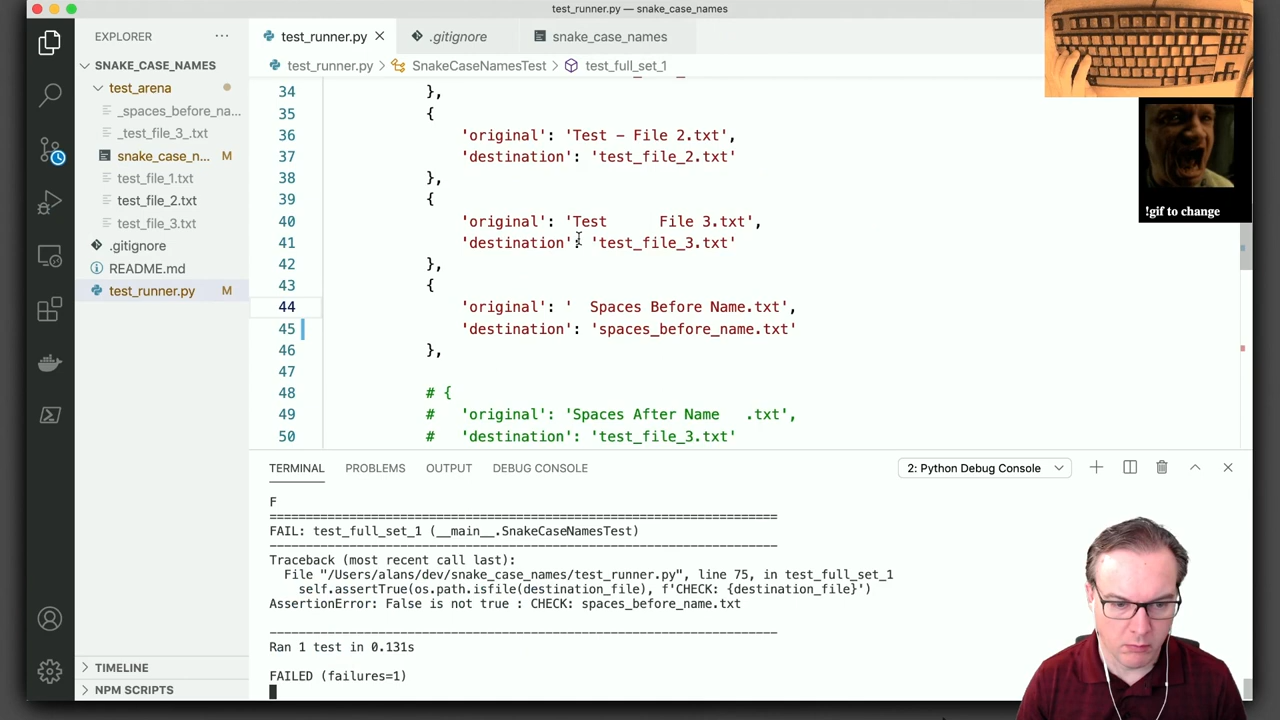 test_runner.py — snake_case_names
EXPLORER
test_runner.py
.gitignore
snake_case_names
SNAKE_CASE_NAMES
test_runner.py > SnakeCaseNamesTest > test_full_set_1
test_arena
_spaces_before_na...
_test_file_3_.txt
snake_case_n... M
test_file_1.txt
test_file_2.txt
test_file_3.txt
.gitignore
README.md
test_runner.py M
34 },
35 {
36 'original': 'Test - File 2.txt',
37 'destination': 'test_file_2.txt'
38 },
39 {
40 'original': 'Test      File 3.txt',
41 'destination': 'test_file_3.txt'
42 },
43 {
44 'original': '  Spaces Before Name.txt',
45 'destination': 'spaces_before_name.txt'
46 },
47
48 # {
49 #   'original': 'Spaces After Name   .txt',
50 #   'destination': 'test_file_3.txt'
!gif to change
TERMINAL PROBLEMS OUTPUT DEBUG CONSOLE 2: Python Debug Console
F
======================================================================
FAIL: test_full_set_1 (__main__.SnakeCaseNamesTest)
----------------------------------------------------------------------
Traceback (most recent call last):
File "/Users/alans/dev/snake_case_names/test_runner.py", line 75, in test_full_set_1
self.assertTrue(os.path.isfile(destination_file), f'CHECK: {destination_file}')
AssertionError: False is not true : CHECK: spaces_before_name.txt
----------------------------------------------------------------------
Ran 1 test in 0.131s
FAILED (failures=1)
TIMELINE
NPM SCRIPTS